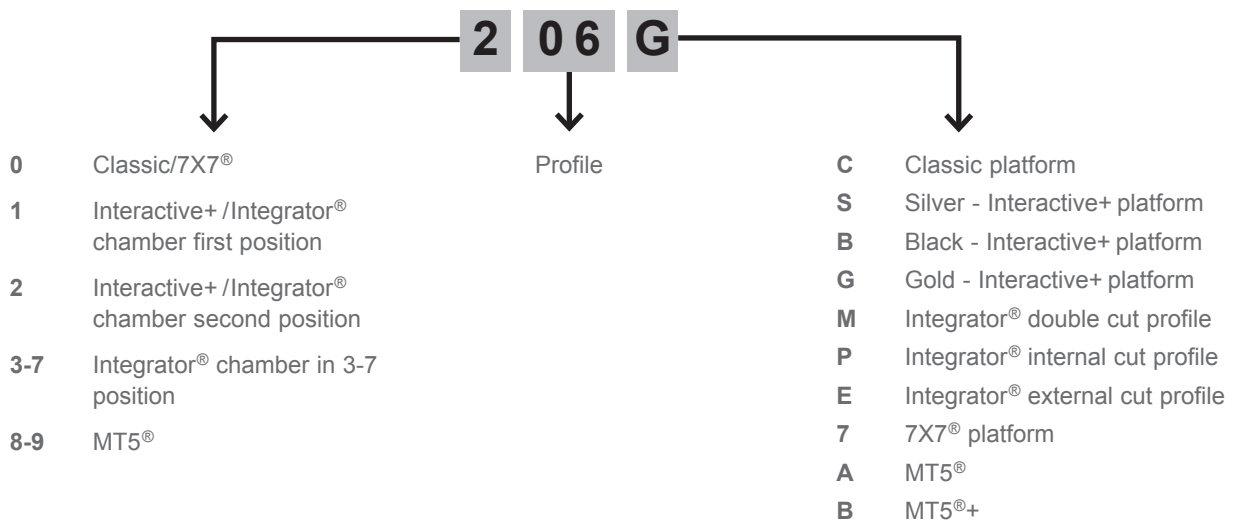 2 06 G
0 Classic/7X7®
1 Interactive+ /Integrator®
chamber first position
2 Interactive+ /Integrator®
chamber second position
3-7 Integrator® chamber in 3-7
position
8-9 MT5®
Profile
C Classic platform
S Silver - Interactive+ platform
B Black - Interactive+ platform
G Gold - Interactive+ platform
M Integrator® double cut profile
P Integrator® internal cut profile
E Integrator® external cut profile
7 7X7® platform
A MT5®
B MT5®+